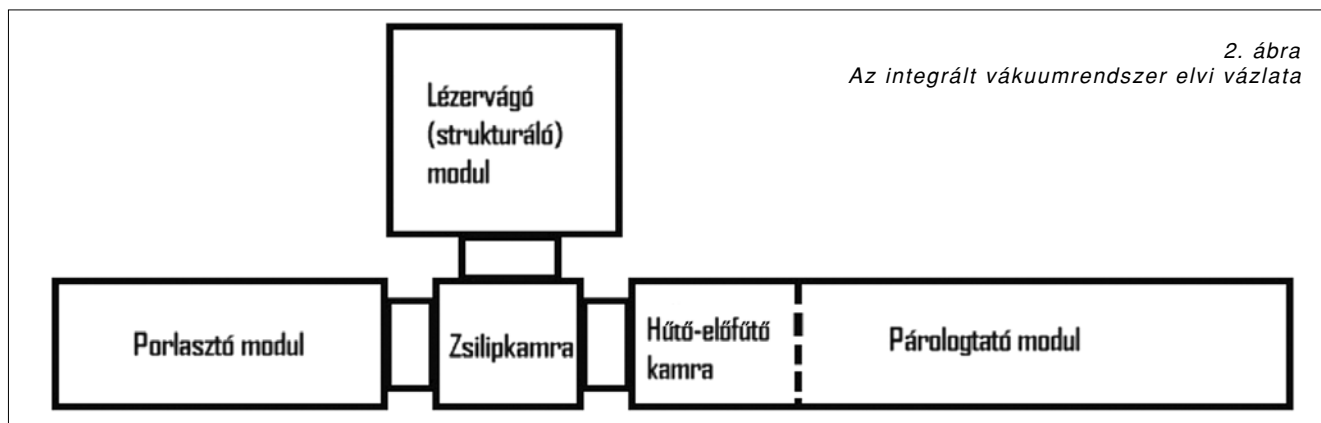 2. ábra
Az integrált vákuumrendszer elvi vázlata
Lézervágó
(strukturáló)
modul
Porlasztó modul
Zsilipkamra
Hűtő-előfűtő
kamra
Párologtató modul